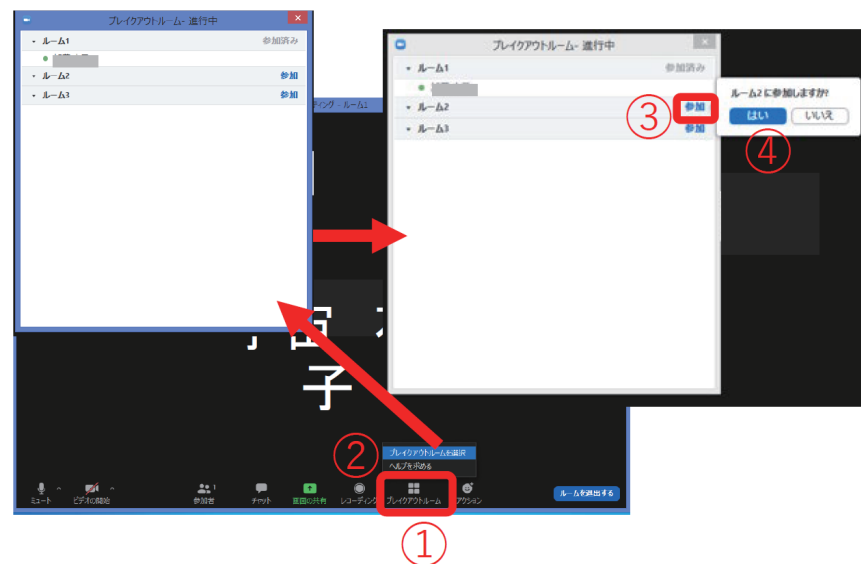 ブレイクアウトルーム- 進行中
ルーム1 参加済み
ルーム2 参加
ルーム3 参加
ブレイクアウトルーム- 進行中
ルーム1 参加済み
ルーム2 参加
ルーム3 参加
③
ルーム2 に参加しますか?
はい いいえ
④
ルーム1
宙
子
②
ブレイクアウトルームを選択
ヘルプを求める
ミュート ビデオの開始 参加者 1 チャット 画面の共有 レコーディング ブレイクアウトルーム ルームを退出する
①